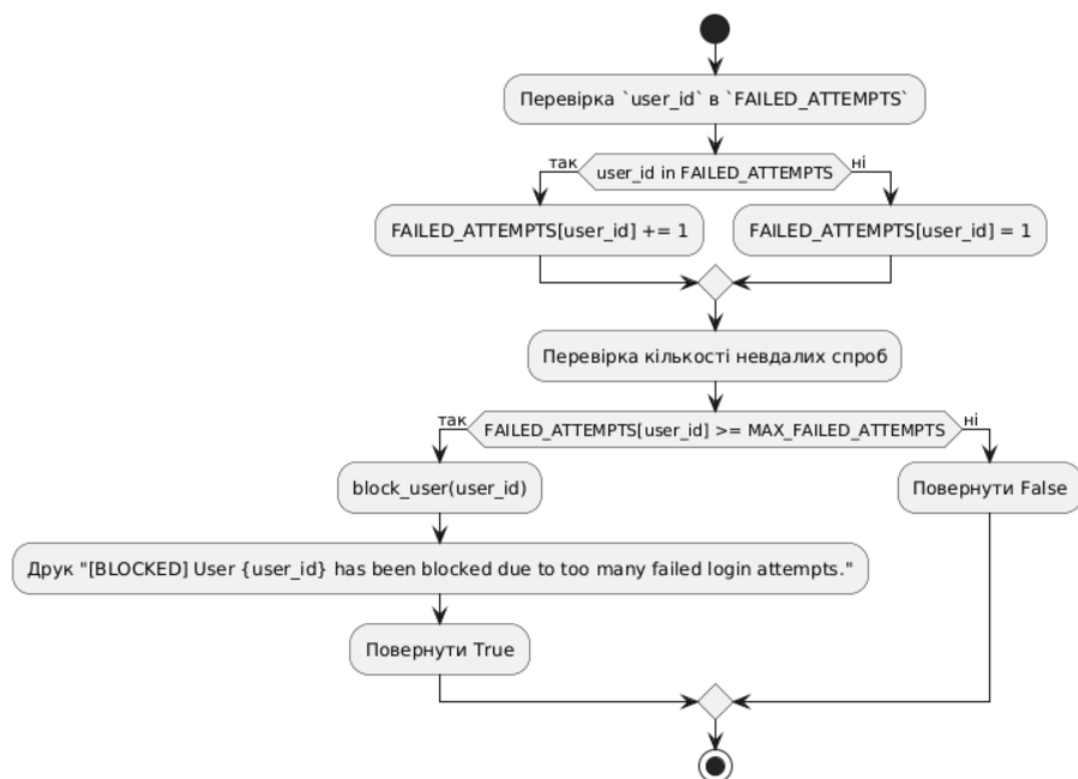 Перевірка `user_id` в `FAILED_ATTEMPTS`
так
user_id in FAILED_ATTEMPTS
ні
FAILED_ATTEMPTS[user_id] += 1
FAILED_ATTEMPTS[user_id] = 1
Перевірка кількості невдалих спроб
так
FAILED_ATTEMPTS[user_id] >= MAX_FAILED_ATTEMPTS
ні
block_user(user_id)
Повернути False
Друк "[BLOCKED] User {user_id} has been blocked due to too many failed login attempts."
Повернути True